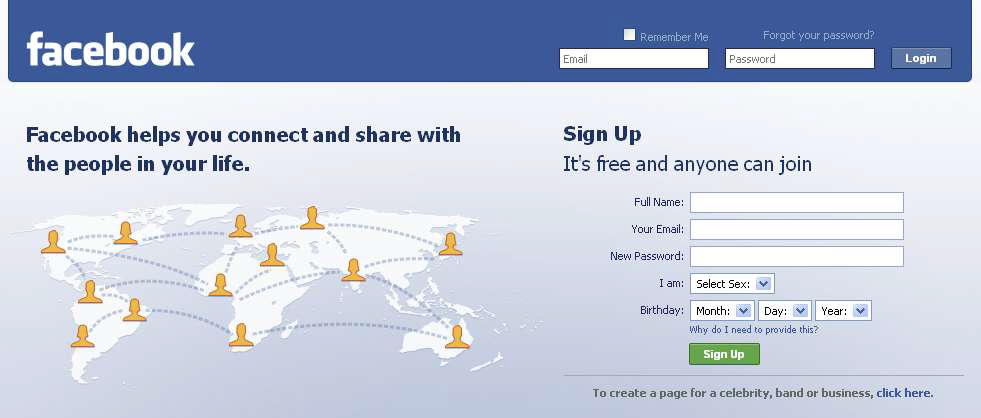 facebook
Remember Me
Forgot your password?
Email
Password
Login
Facebook helps you connect and share with
the people in your life.
Sign Up
It's free and anyone can join
Full Name:
Your Email:
New Password:
I am: Select Sex:
Birthday: Month: Day: Year:
Why do I need to provide this?
Sign Up
To create a page for a celebrity, band or business, click here.